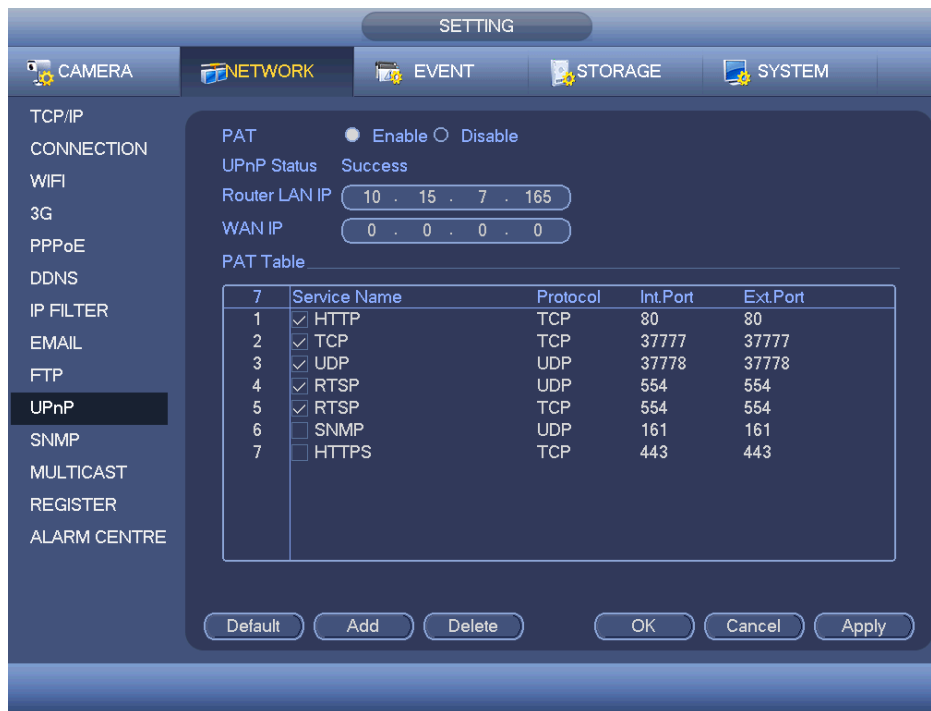 SETTING
CAMERA NETWORK EVENT STORAGE SYSTEM
TCP/IP
CONNECTION
WIFI
3G
PPPoE
DDNS
IP FILTER
EMAIL
FTP
UPnP
SNMP
MULTICAST
REGISTER
ALARM CENTRE
PAT Enable Disable
UPnP Status Success
Router LAN IP 10 . 15 . 7 . 165
WAN IP 0 . 0 . 0 . 0
PAT Table
7 Service Name Protocol Int.Port Ext.Port
1 HTTP TCP 80 80
2 TCP TCP 37777 37777
3 UDP UDP 37778 37778
4 RTSP UDP 554 554
5 RTSP TCP 554 554
6 SNMP UDP 161 161
7 HTTPS TCP 443 443
Default Add Delete OK Cancel Apply